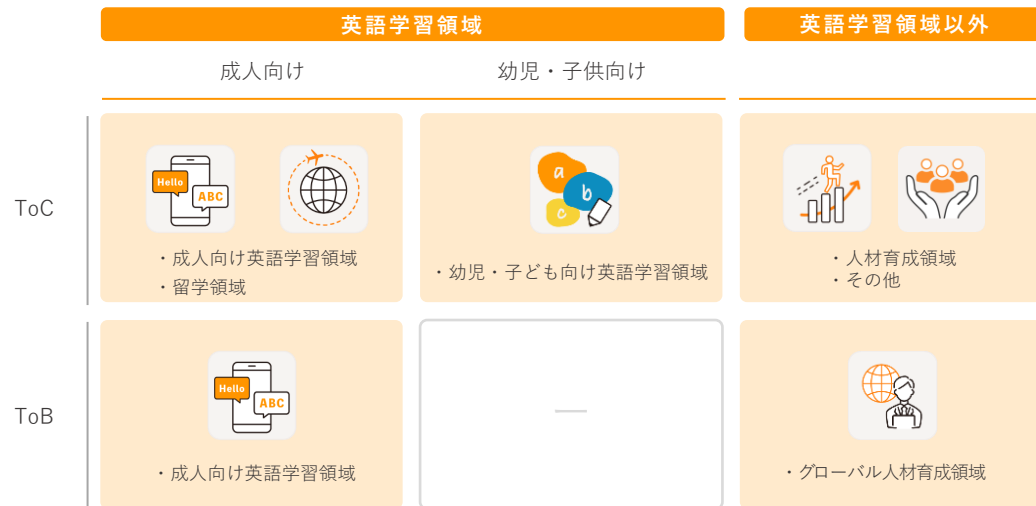 英語学習領域
英語学習領域以外
成人向け
幼児・子供向け
ToC
Hello
ABC
・成人向け英語学習領域
・留学領域
a
b
c
・幼児・子ども向け英語学習領域
・人材育成領域
・その他
ToB
Hello
ABC
・成人向け英語学習領域
—
・グローバル人材育成領域